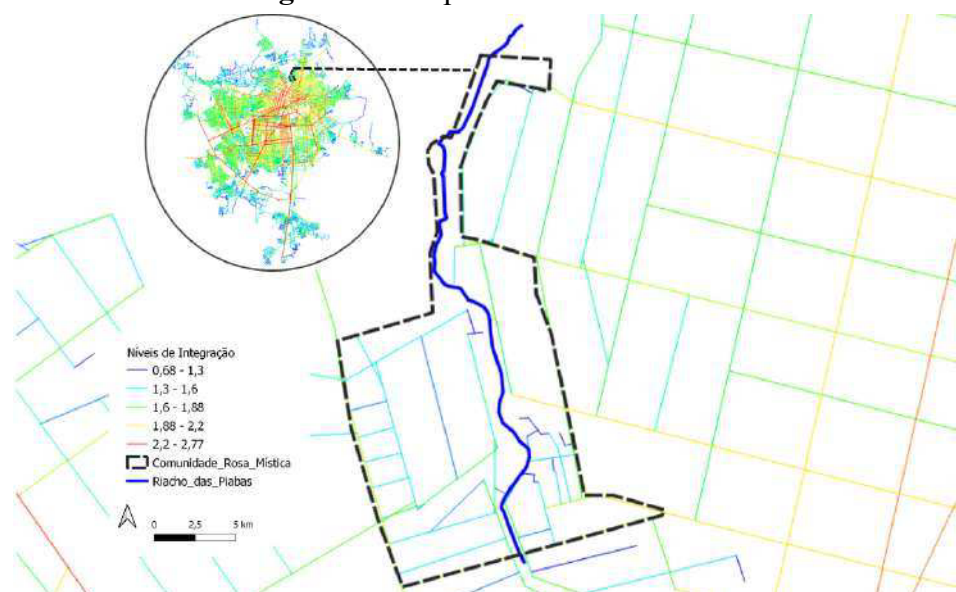 Níveis de Integração
0,68 - 1,3
1,3 - 1,6
1,6 - 1,88
1,88 - 2,2
2,2 - 2,77
Comunidade_Rosa_Mística
Riacho_das_Piabas
0 2,5 5 km